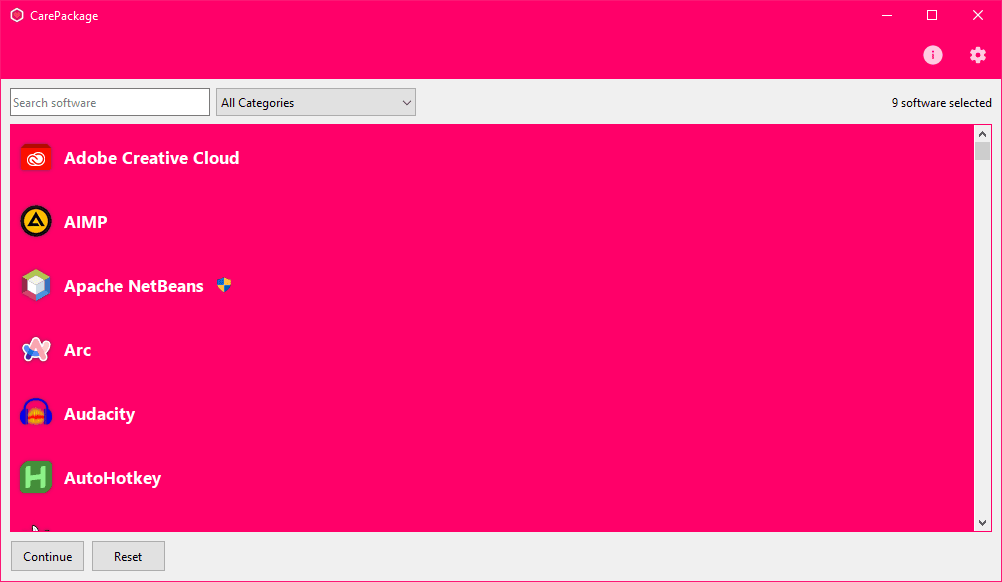 CarePackage
Search software
All Categories
9 software selected
Adobe Creative Cloud
AIMP
Apache NetBeans
Arc
Audacity
AutoHotkey
Continue
Reset